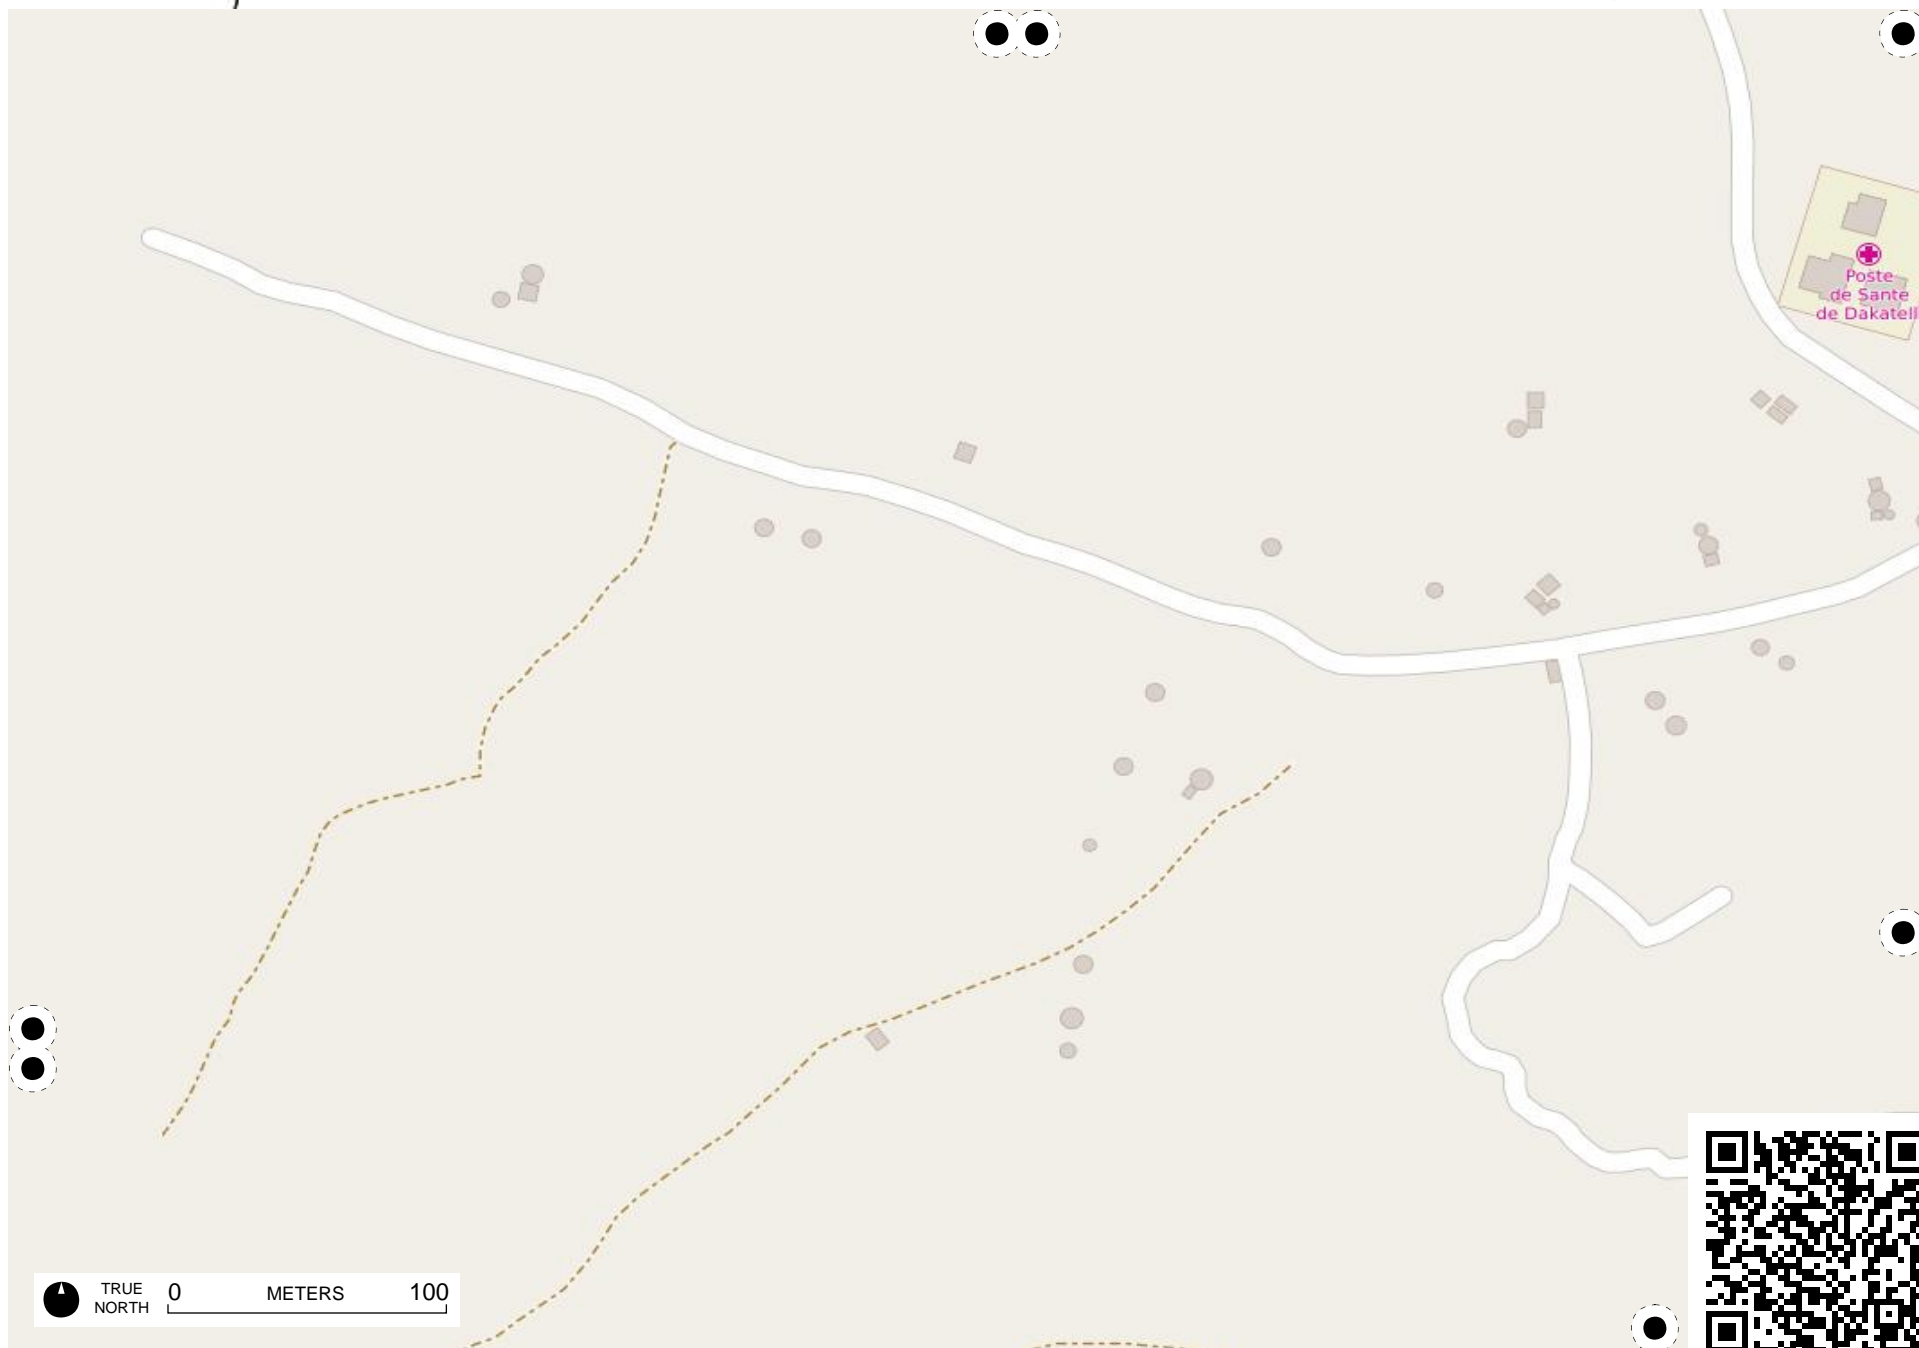 Poste
de Sante
de Dakatell
TRUE
NORTH
0 METERS 100